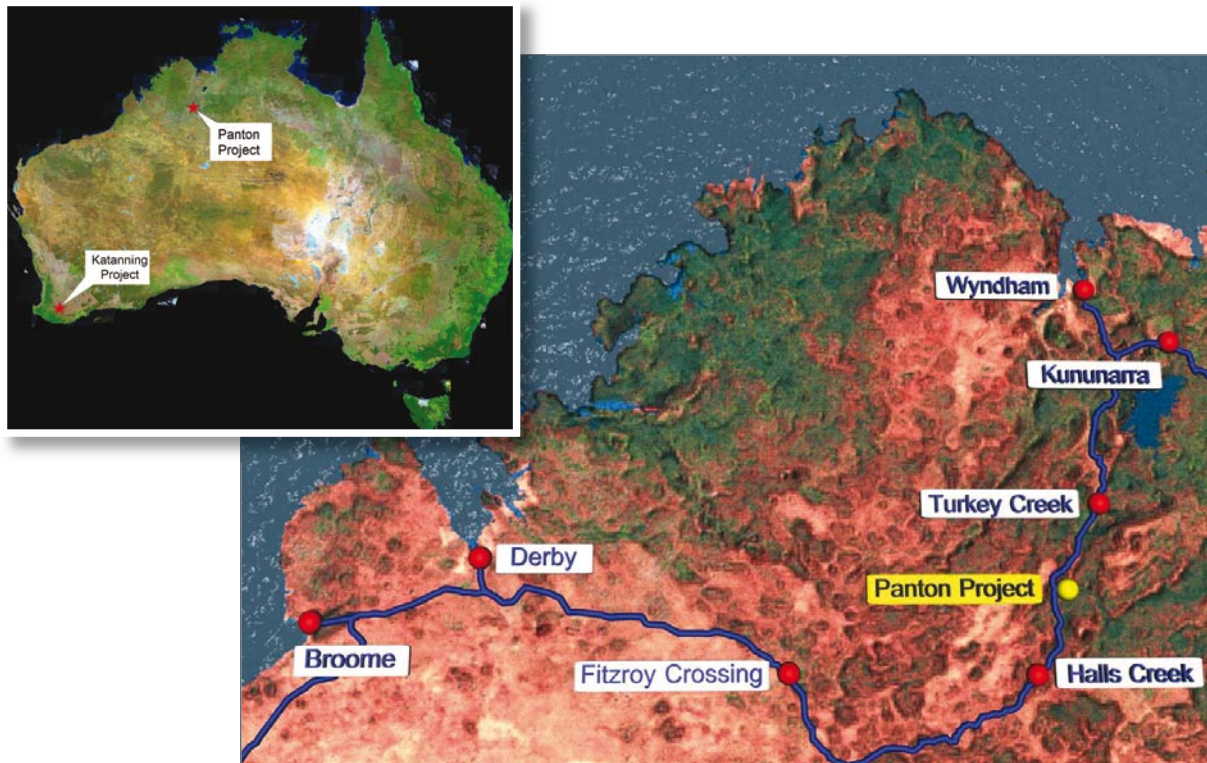 Panton
Project
Katanning
Project
Wyndham
Kununarra
Turkey Creek
Derby
Panton Project
Broome
Fitzroy Crossing
Halls Creek